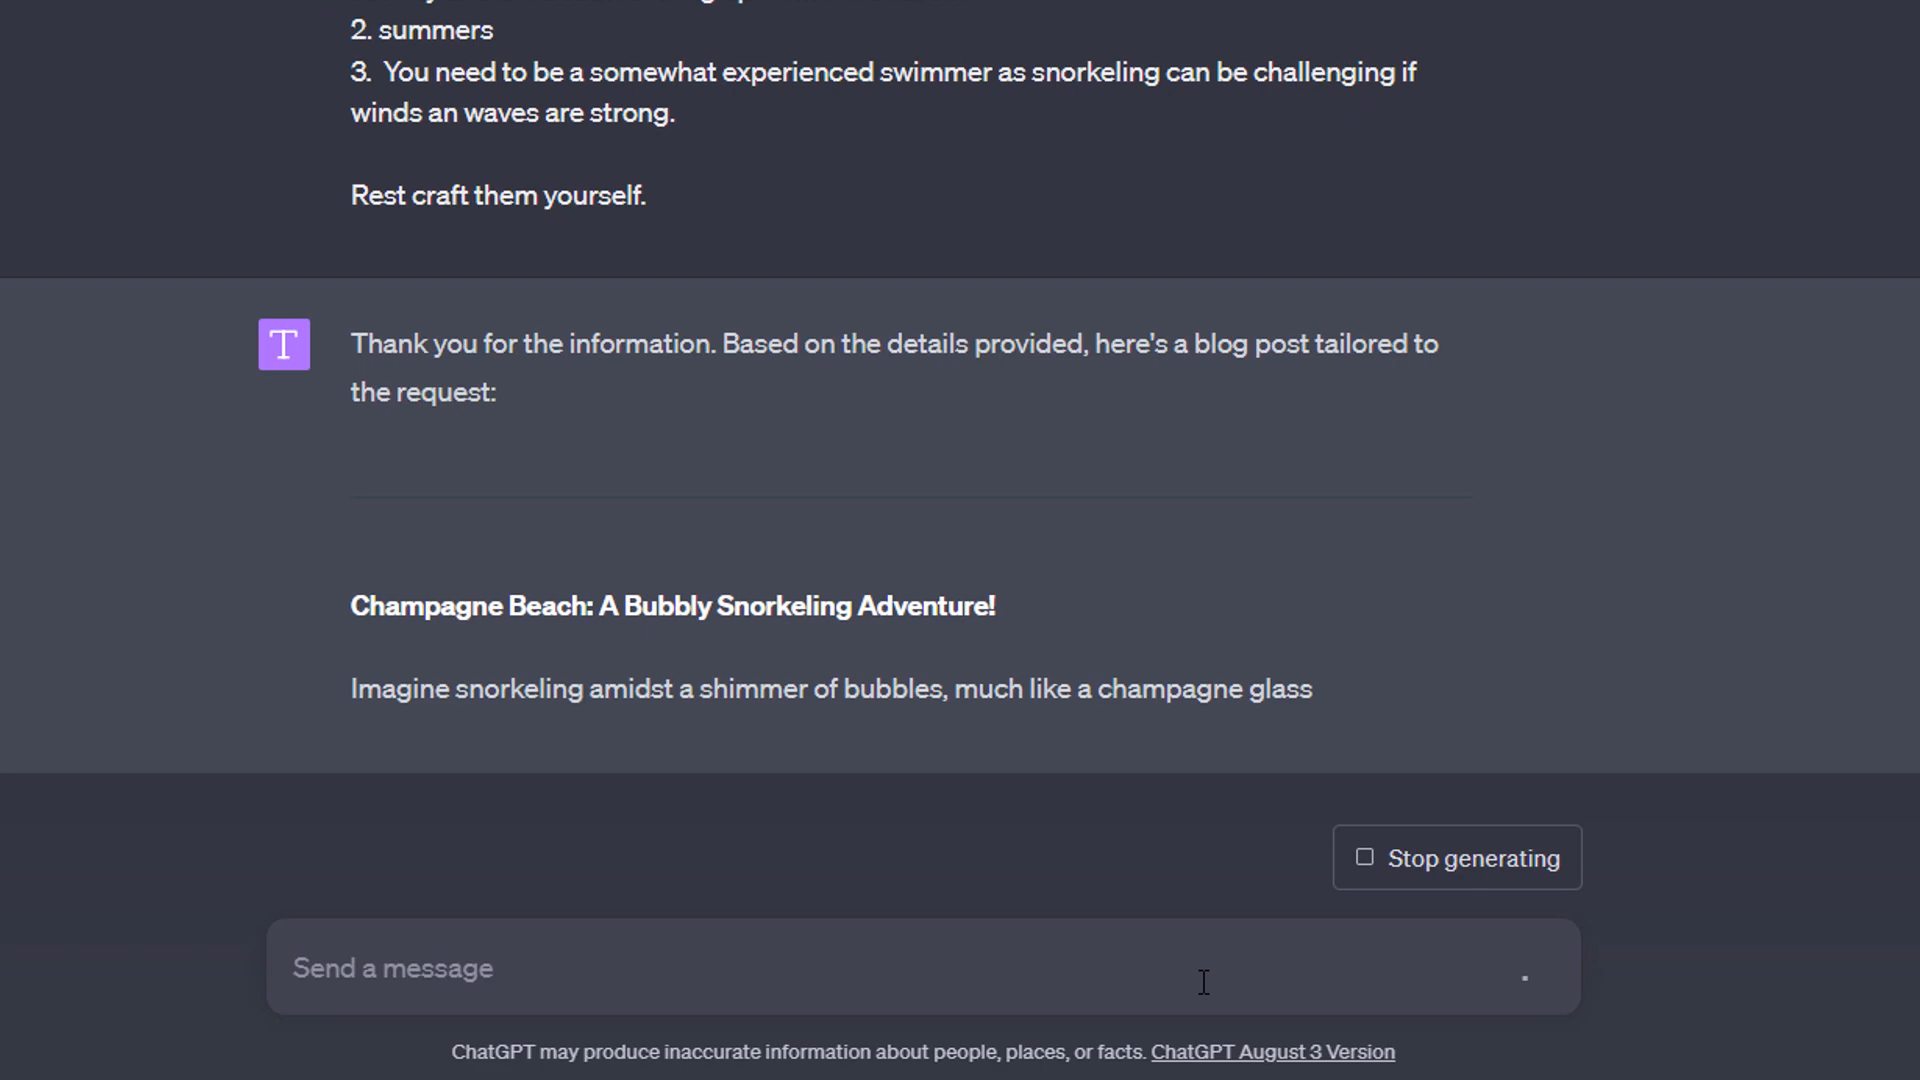 2. summers
3. You need to be a somewhat experienced swimmer as snorkeling can be challenging if
winds an waves are strong.
Rest craft them yourself.
T
Thank you for the information. Based on the details provided, here's a blog post tailored to
the request:
Champagne Beach: A Bubbly Snorkeling Adventure!
Imagine snorkeling amidst a shimmer of bubbles, much like a champagne glass
Stop generating
Send a message
ChatGPT may produce inaccurate information about people, places, or facts. ChatGPT August 3 Version